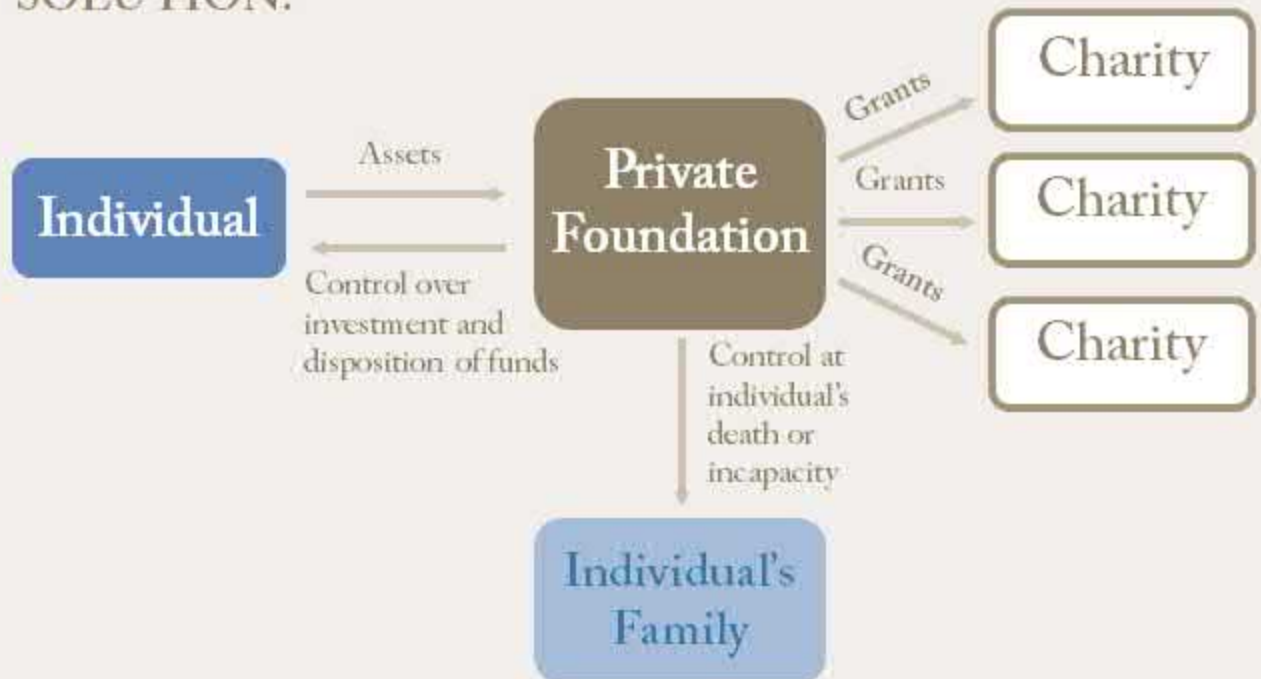 SOLUTION:
Individual
Assets
Control over
investment and
disposition of funds
Private
Foundation
Grants
Grants
Grants
Charity
Charity
Charity
Control at
individual's
death or
incapacity
Individual's
Family